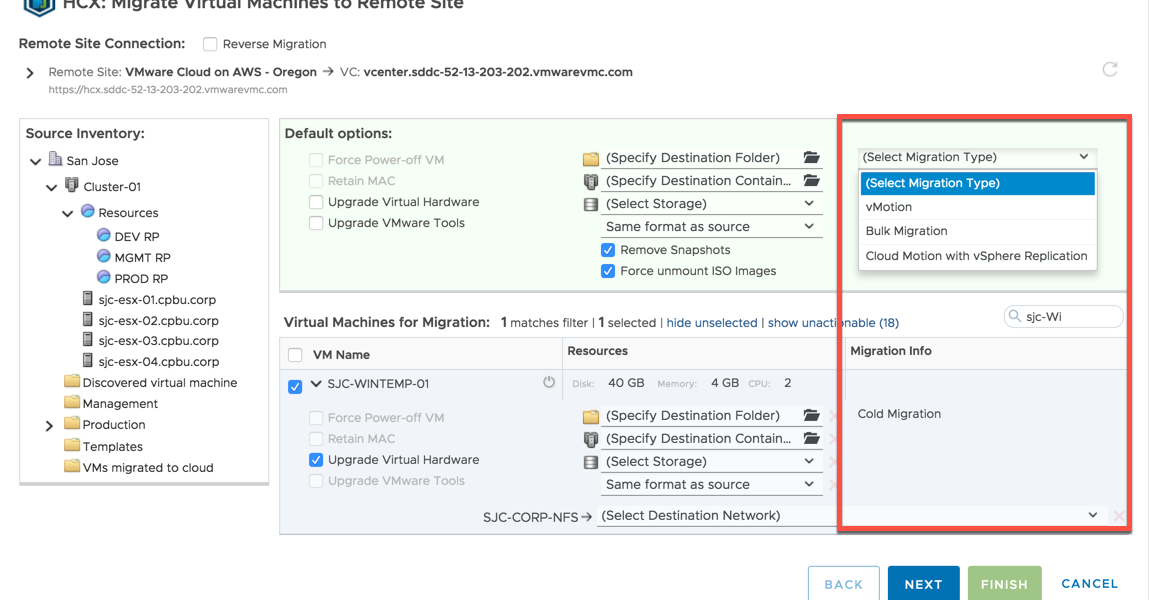 HCX: Migrate Virtual Machines to Remote Site
Remote Site Connection: Reverse Migration
Remote Site: VMware Cloud on AWS - Oregon → VC: vcenter.sddc-52-13-203-202.vmwarevmc.com
https://hcx.sddc-52-13-203-202.vmwarevmc.com
Source Inventory:
San Jose
Cluster-01
Resources
DEV RP
MGMT RP
PROD RP
sjc-esx-01.cpbu.corp
sjc-esx-02.cpbu.corp
sjc-esx-03.cpbu.corp
sjc-esx-04.cpbu.corp
Discovered virtual machine
Management
Production
Templates
VMs migrated to cloud
Default options:
Force Power-off VM
Retain MAC
Upgrade Virtual Hardware
Upgrade VMware Tools
(Specify Destination Folder)
(Specify Destination Contain...
(Select Storage)
Same format as source
Remove Snapshots
Force unmount ISO Images
(Select Migration Type)
(Select Migration Type)
vMotion
Bulk Migration
Cloud Motion with vSphere Replication
Virtual Machines for Migration: 1 matches filter | 1 selected | hide unselected | show unactionable (18)
sjc-Wi
VM Name Resources Migration Info
SJC-WINTEMP-01 Disk: 40 GB Memory: 4 GB CPU: 2
Force Power-off VM
Retain MAC
Upgrade Virtual Hardware
Upgrade VMware Tools
(Specify Destination Folder)
(Specify Destination Contain...
(Select Storage)
Same format as source
Cold Migration
SJC-CORP-NFS→ (Select Destination Network)
BACK NEXT FINISH CANCEL